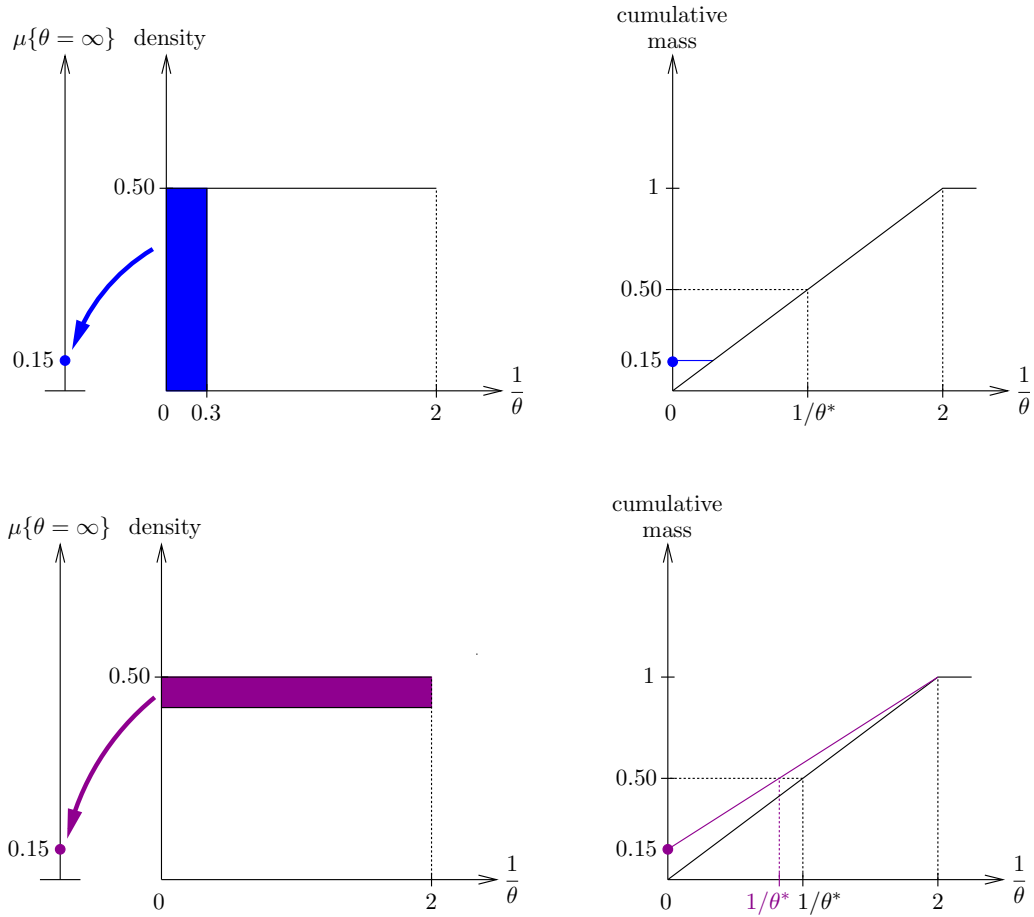 μ{θ = ∞} density
0.50
0.15
0 0.3 2
1/θ
cumulative
mass
1
0.50
0.15
0 1/θ* 2
1/θ
μ{θ = ∞} density
0.50
0.15
0 2
1/θ
cumulative
mass
1
0.50
0.15
0 1/θ* 1/θ* 2
1/θ